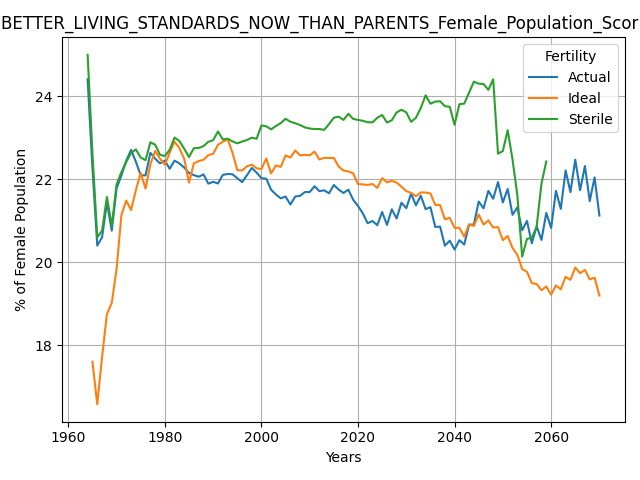 BETTER_LIVING_STANDARDS_NOW_THAN_PARENTS_Female_Population_Scor
Fertility
Actual
Ideal
Sterile
% of Female Population
24
22
20
18
1960
1980
2000
2020
2040
2060
Years